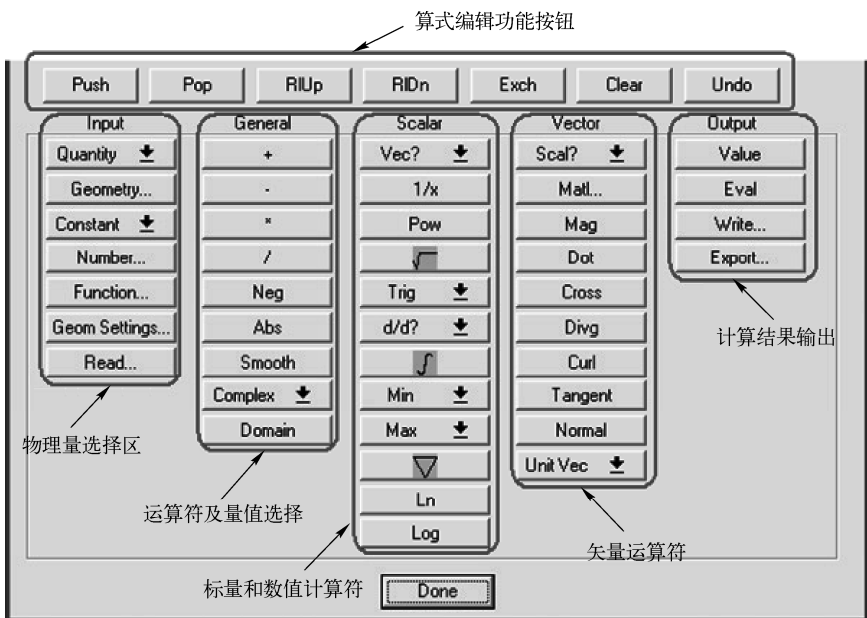 算式编辑功能按钮
Push Pop RlUp RlDn Exch Clear Undo
Input General Scalar Vector Output
Quantity + Vec? Scal? Value
Geometry... - 1/x Matl... Eval
Constant * Pow Mag Write...
Number... / √ Dot Export...
Function... Neg Trig Cross
Geom Settings... Abs d/d? Divg
Read... Smooth ∫ Curl
Complex Min Tangent
Domain Max Normal
▽ Unit Vec
Ln
Log
计算结果输出
物理量选择区
运算符及量值选择
矢量运算符
标量和数值计算符
Done